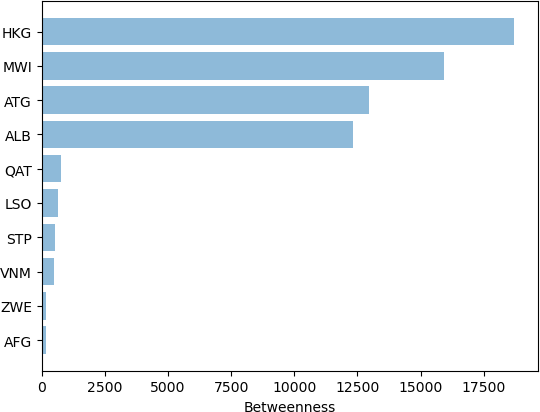 HKG
MWI
ATG
ALB
QAT
LSO
STP
VNM
ZWE
AFG
0 2500 5000 7500 10000 12500 15000 17500
Betweenness